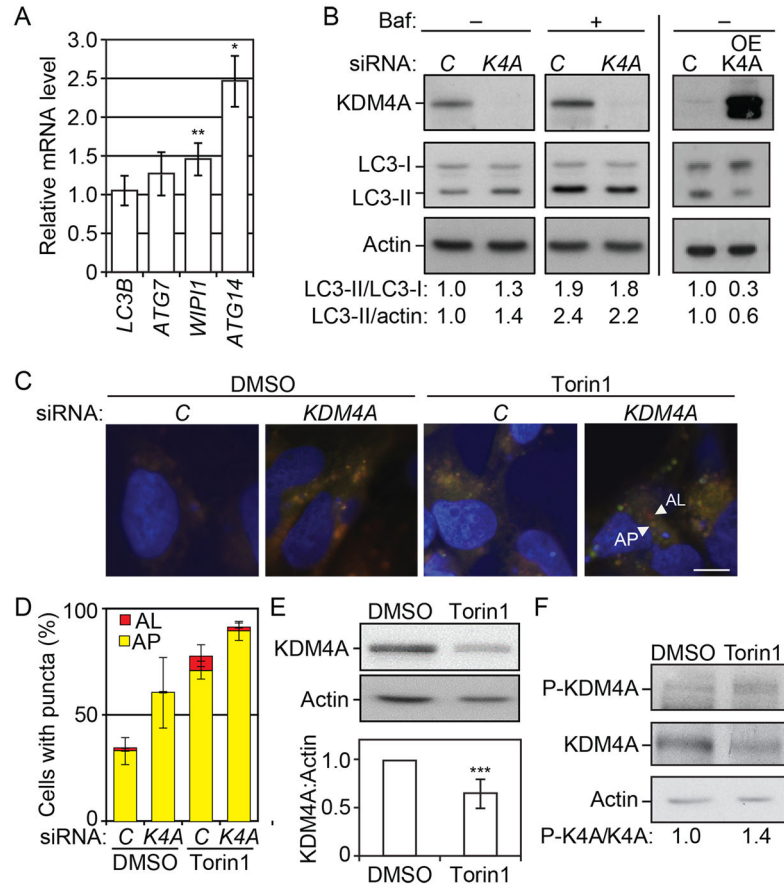 A
Relative mRNA level
3.0
2.5
2.0
1.5
1.0
0.5
0
*
**
LC3B
ATG7
WIPI1
ATG14
B
Baf: – + –
OE
siRNA: C K4A C K4A C K4A
KDM4A
LC3-I
LC3-II
Actin
LC3-II/LC3-I: 1.0 1.3 1.9 1.8 1.0 0.3
LC3-II/actin: 1.0 1.4 2.4 2.2 1.0 0.6
C
DMSO Torin1
siRNA: C KDM4A C KDM4A
AL
AP
D
Cells with puncta (%)
100
50
0
AL
AP
siRNA: C K4A C K4A
DMSO Torin1
E
DMSO Torin1
KDM4A
Actin
KDM4A:Actin
1.0
0.5
0
***
DMSO Torin1
F
DMSO Torin1
P-KDM4A
KDM4A
Actin
P-K4A/K4A: 1.0 1.4